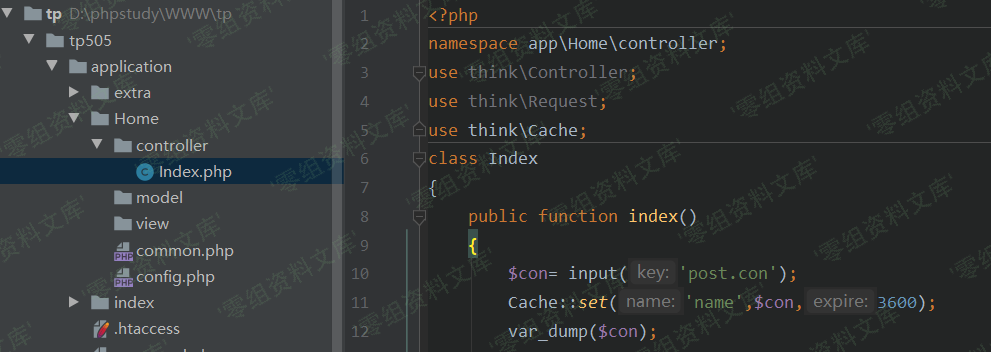 tp D:\phpstudy\WWW\tp
tp505
application
extra
Home
controller
Index.php
model
view
common.php
config.php
index
.htaccess
1 <?php
2 namespace app\Home\controller;
3 use think\Controller;
4 use think\Request;
5 use think\Cache;
6 class Index
7 {
8 public function index()
9 {
10 $con= input( key: 'post.con');
11 Cache::set( name: 'name',$con, expire: 3600);
12 var_dump($con);
'零组资料文库'